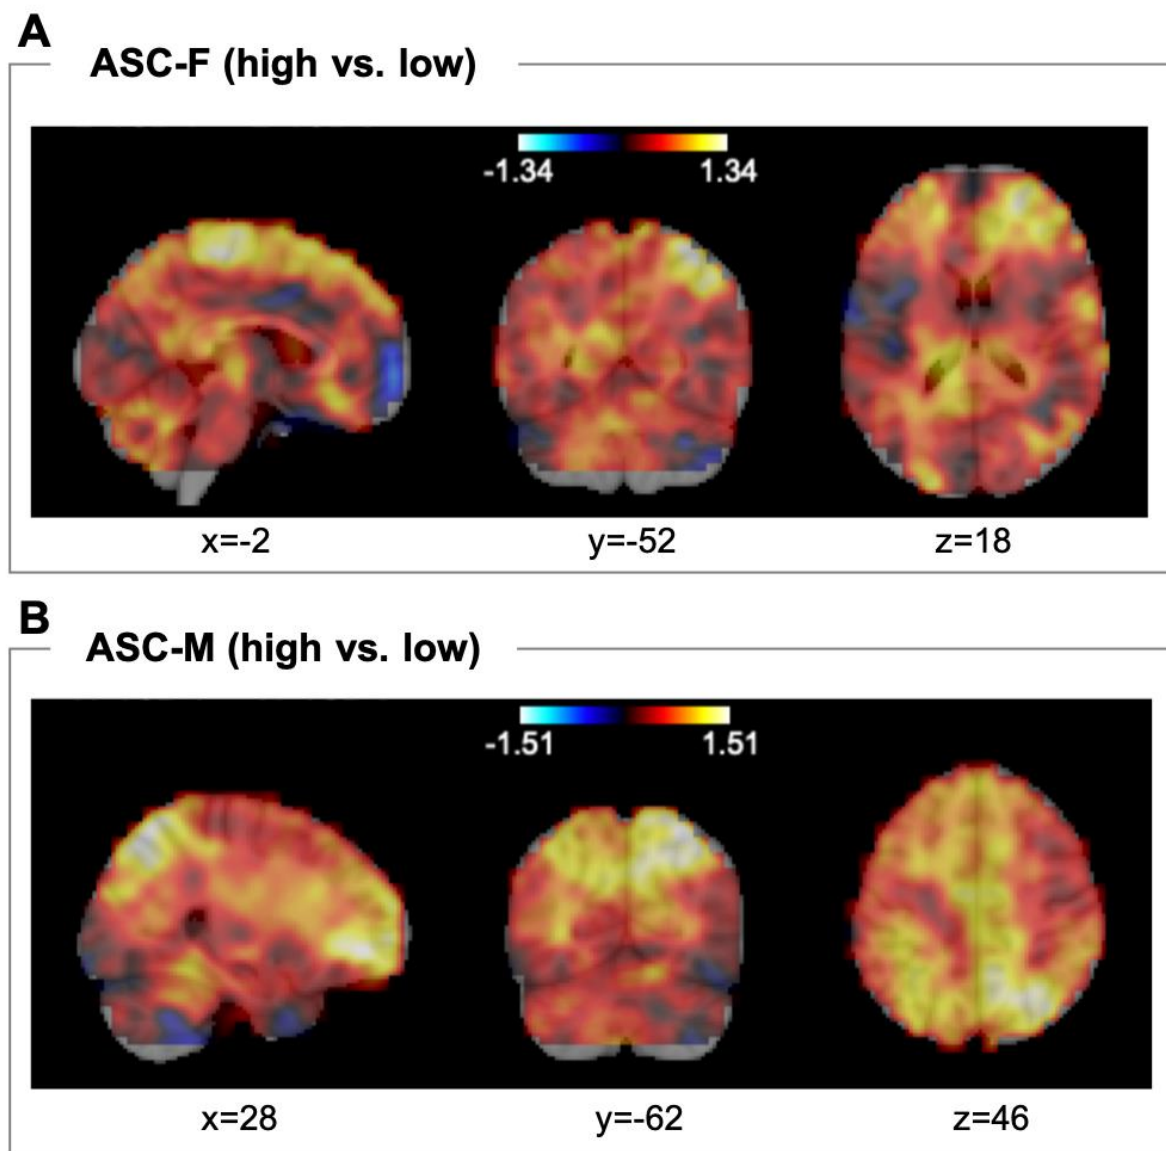 A
ASC-F (high vs. low)
-1.34 1.34
x=-2 y=-52 z=18
B
ASC-M (high vs. low)
-1.51 1.51
x=28 y=-62 z=46